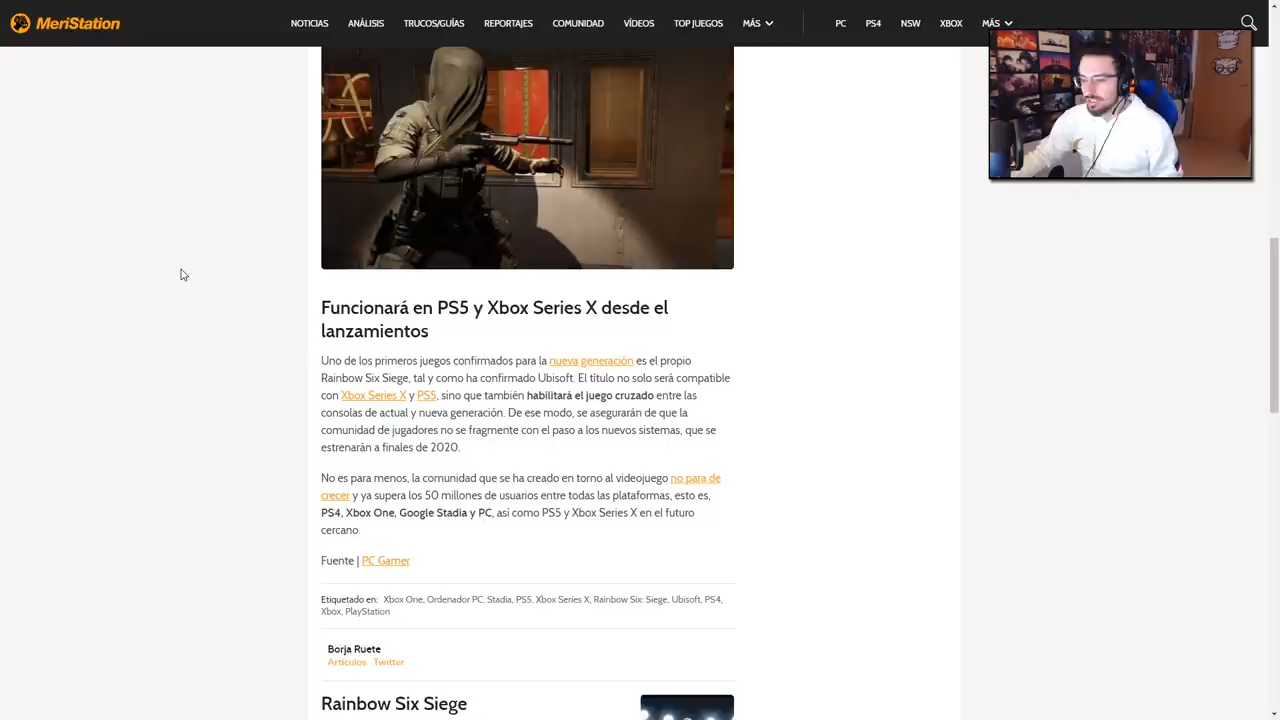 MeriStation
NOTICIAS ANÁLISIS TRUCOS/GUÍAS REPORTAJES COMUNIDAD VÍDEOS TOP JUEGOS MÁS PC PS4 NSW XBOX MÁS
Funcionará en PS5 y Xbox Series X desde el
lanzamientos
Uno de los primeros juegos confirmados para la nueva generación es el propio
Rainbow Six Siege, tal y como ha confirmado Ubisoft. El título no solo será compatible
con Xbox Series X y PS5, sino que también habilitará el juego cruzado entre las
consolas de actual y nueva generación. De ese modo, se asegurarán de que la
comunidad de jugadores no se fragmente con el paso a los nuevos sistemas, que se
estrenarán a finales de 2020.
No es para menos, la comunidad que se ha creado en torno al videojuego no para de
crecer y ya supera los 50 millones de usuarios entre todas las plataformas, esto es,
PS4, Xbox One, Google Stadia y PC, así como PS5 y Xbox Series X en el futuro
cercano.
Fuente | PC Gamer
Etiquetado en: Xbox One, Ordenador PC, Stadia, PS5, Xbox Series X, Rainbow Six: Siege, Ubisoft, PS4,
Xbox, PlayStation
Borja Ruete
Artículos Twitter
Rainbow Six Siege